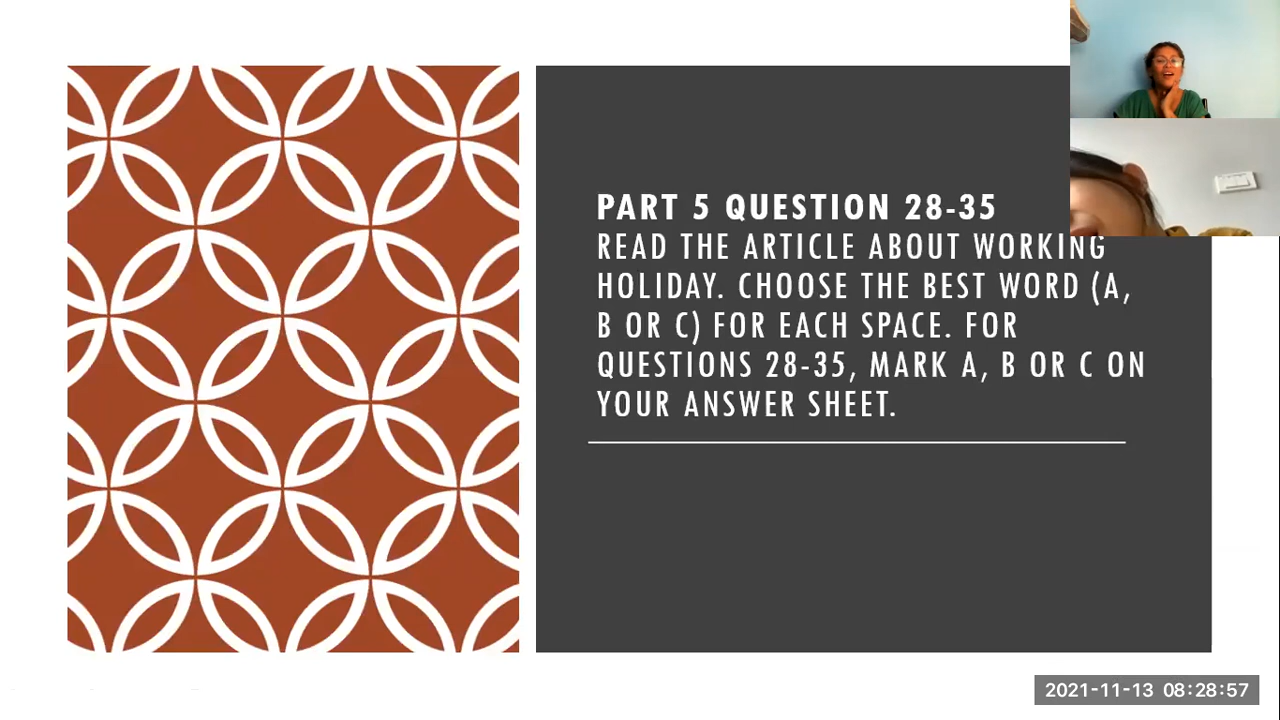 PART 5 QUESTION 28-35
READ THE ARTICLE ABOUT WORKING
HOLIDAY. CHOOSE THE BEST WORD (A,
B OR C) FOR EACH SPACE. FOR
QUESTIONS 28-35, MARK A, B OR C ON
YOUR ANSWER SHEET.
2021-11-13 08:28:57